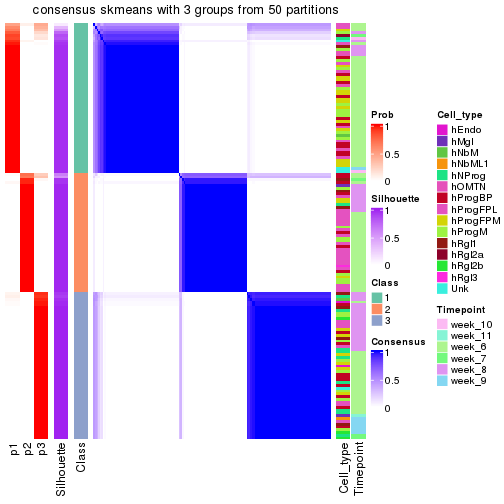 consensus skmeans with 3 groups from 50 partitions
p1
p2
p3
Silhouette
Class
Cell_type
Timepoint
Prob
1
0.5
0
Silhouette
1
0.5
0
Class
1
2
3
Consensus
1
0.5
0
Cell_type
hEndo
hMgl
hNbM
hNbML1
hNProg
hOMTN
hProgBP
hProgFPL
hProgFPM
hProgM
hRgl1
hRgl2a
hRgl2b
hRgl3
Unk
Timepoint
week_10
week_11
week_6
week_7
week_8
week_9